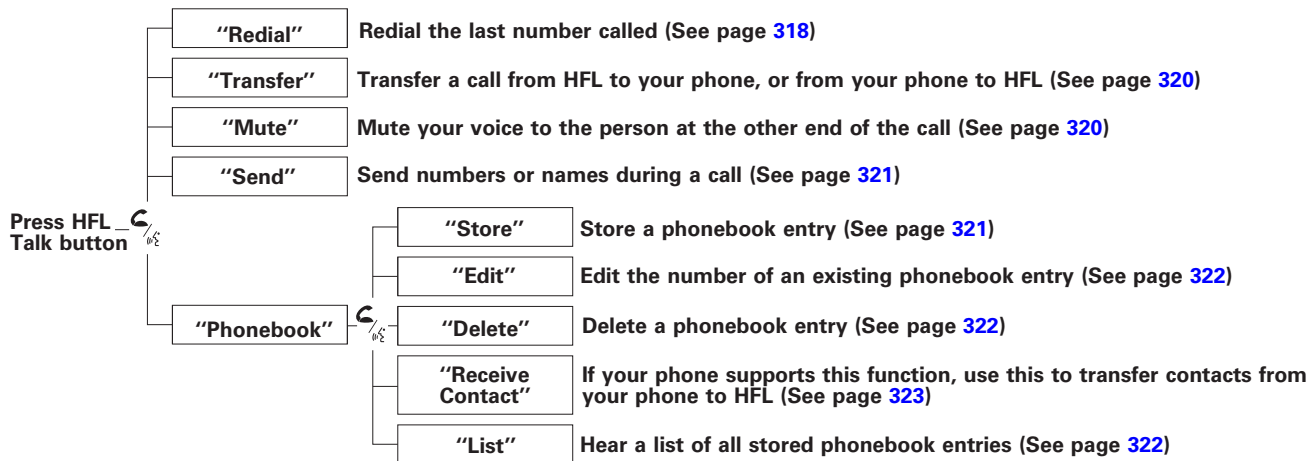 "Redial" Redial the last number called (See page 318)
"Transfer" Transfer a call from HFL to your phone, or from your phone to HFL (See page 320)
"Mute" Mute your voice to the person at the other end of the call (See page 320)
"Send" Send numbers or names during a call (See page 321)
Press HFL
Talk button
"Phonebook"
"Store" Store a phonebook entry (See page 321)
"Edit" Edit the number of an existing phonebook entry (See page 322)
"Delete" Delete a phonebook entry (See page 322)
"Receive
Contact"
If your phone supports this function, use this to transfer contacts from
your phone to HFL (See page 323)
"List" Hear a list of all stored phonebook entries (See page 322)